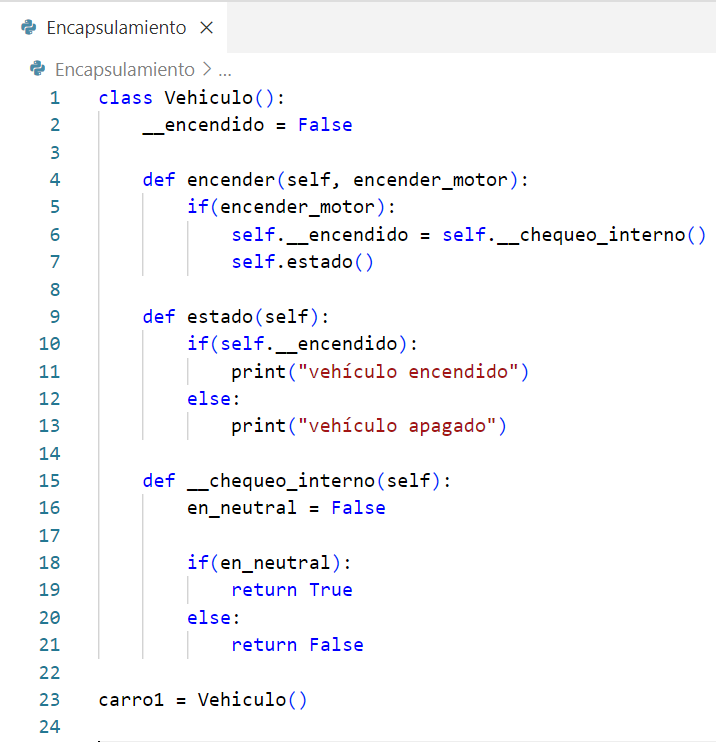 Encapsulamiento ×
Encapsulamiento > ...
1 class Vehiculo():
2     __encendido = False
3
4     def encender(self, encender_motor):
5         if(encender_motor):
6             self.__encendido = self.__chequeo_interno()
7             self.estado()
8
9     def estado(self):
10         if(self.__encendido):
11             print("vehículo encendido")
12         else:
13             print("vehículo apagado")
14
15     def __chequeo_interno(self):
16         en_neutral = False
17
18         if(en_neutral):
19             return True
20         else:
21             return False
22
23 carro1 = Vehiculo()
24